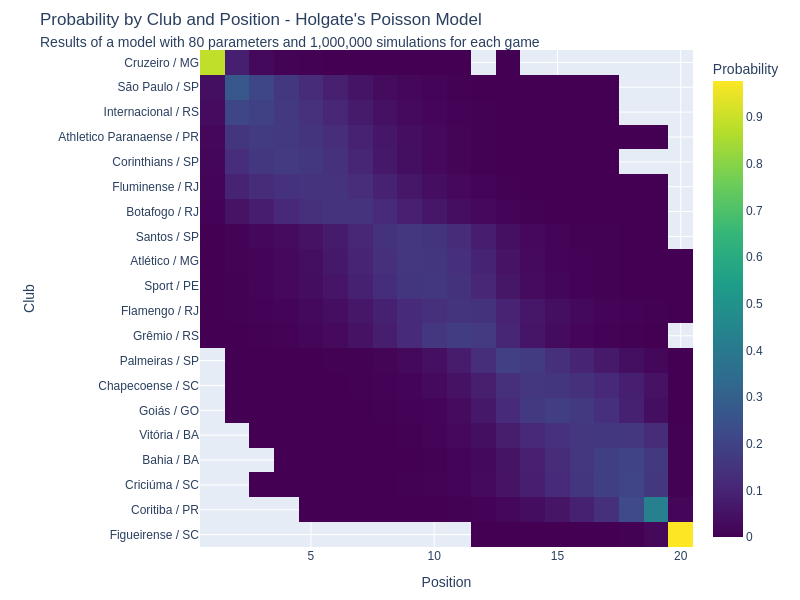 Probability by Club and Position - Holgate's Poisson Model
Results of a model with 80 parameters and 1,000,000 simulations for each game
Probability
Cruzeiro / MG
São Paulo / SP
Internacional / RS
Athletico Paranaense / PR
Corinthians / SP
Fluminense / RJ
Botafogo / RJ
Santos / SP
Atlético / MG
Sport / PE
Flamengo / RJ
Grêmio / RS
Palmeiras / SP
Chapecoense / SC
Goiás / GO
Vitória / BA
Bahia / BA
Criciúma / SC
Coritiba / PR
Figueirense / SC
Club
5
10
15
20
Position
0.9
0.8
0.7
0.6
0.5
0.4
0.3
0.2
0.1
0